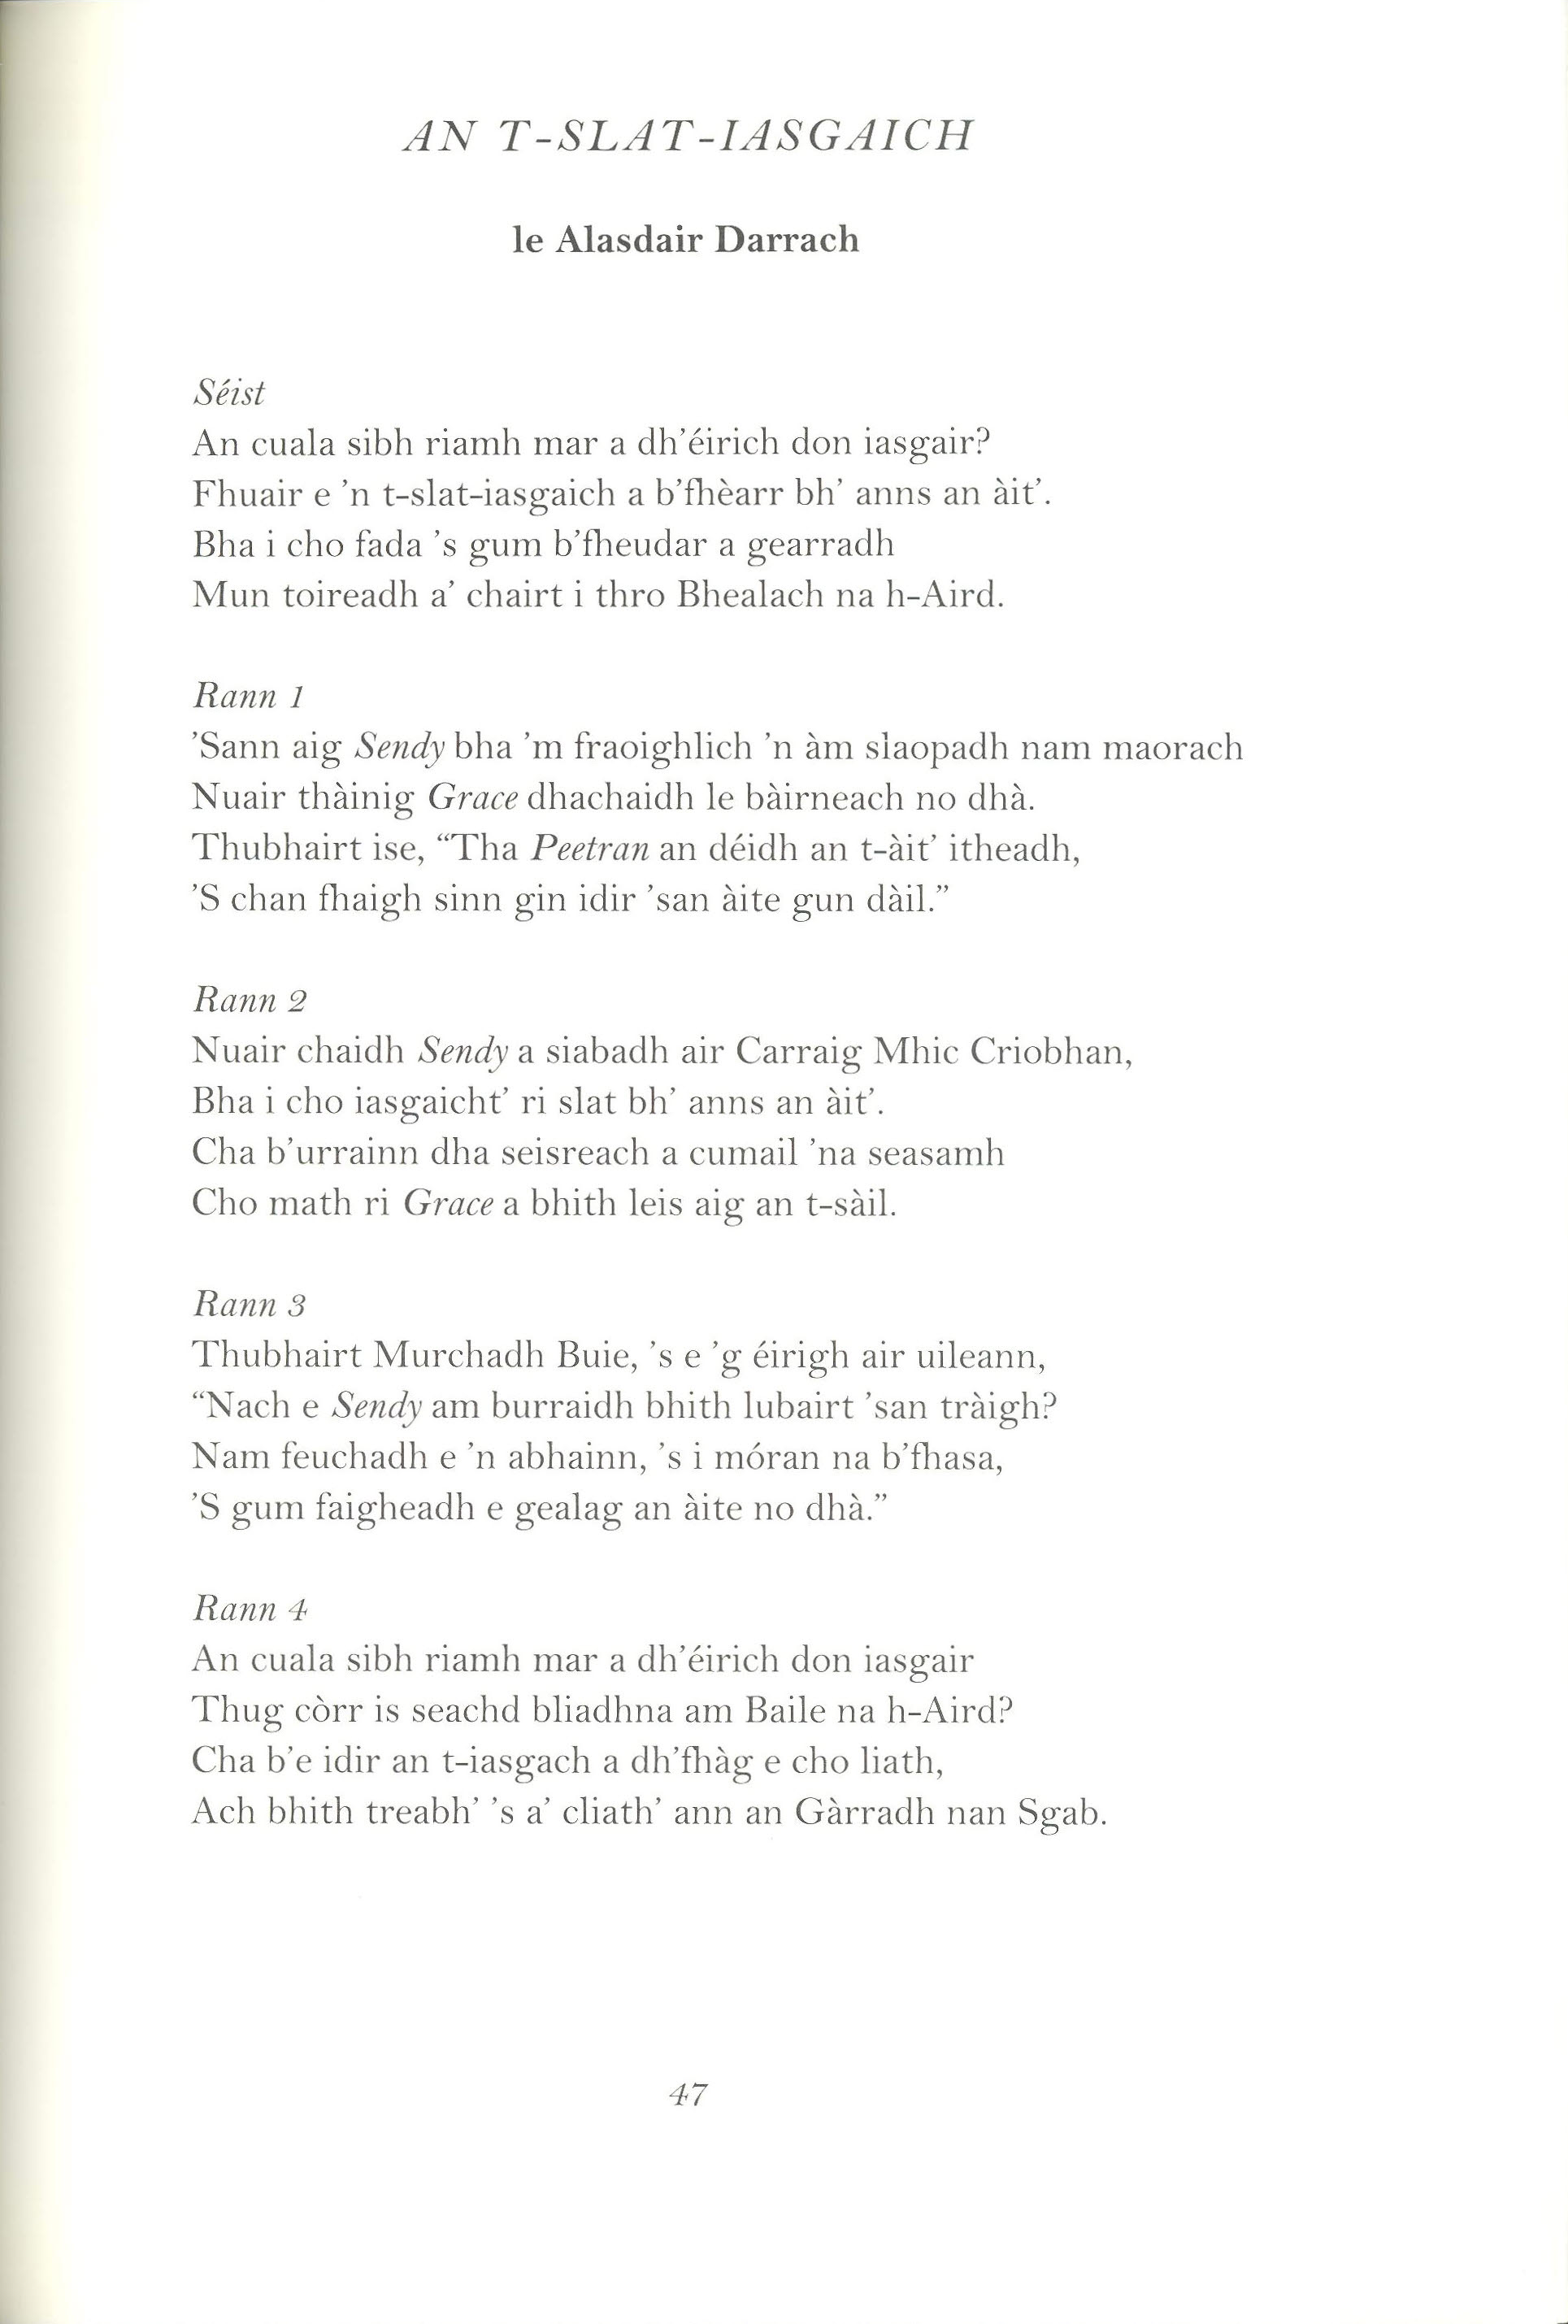 AN T-SLAT-IASGAICH
le Alasdair Darrach
Séist
An cuala sibh riamh mar a dh’éirich don iasgair?
Fhuair e ’n t-slat-iasgaich a b’fhèarr bh’ anns an àit’.
Bha i cho fada ’s gum b’fheudar a gearradh
Mun toireadh a’ chairt i thro Bhealach na h-Aird.
Rann 1
’Sann aig Sendy bha ’m fraoighlich ’n àm slaopadh nam maorach
Nuair thàinig Grace dhachaidh le bàirneach no dhà.
Thubhairt ise, “Tha Peetran an déidh an t-àit’ itheadh,
’S chan fhaigh sinn gin idir ’san àite gun dàil.”
Rann 2
Nuair chaidh Sendy a siabadh air Carraig Mhic Criobhan,
Bha i cho iasgaicht’ ri slat bh’ anns an àit’.
Cha b’urrainn dha seisreach a cumail ’na seasamh
Cho math ri Grace a bhith leis aig an t-sàil.
Rann 3
Thubhairt Murchadh Buie, ’s e ’g éirigh air uileann,
“Nach e Sendy am burraidh bhith lubairt ’san tràigh?
Nam feuchadh e ’n abhainn, ’s i móran na b’fhasa,
’S gum faigheadh e gealag an àite no dhà.”
Rann 4
An cuala sibh riamh mar a dh’éirich don iasgair
Thug còrr is seachd bliadhna am Baile na h-Aird?
Cha b’e idir an t-iasgach a dh’fhàg e cho liath,
Ach bhith treabh’ ’s a’ cliath’ ann an Gàrradh nan Sgab.
47